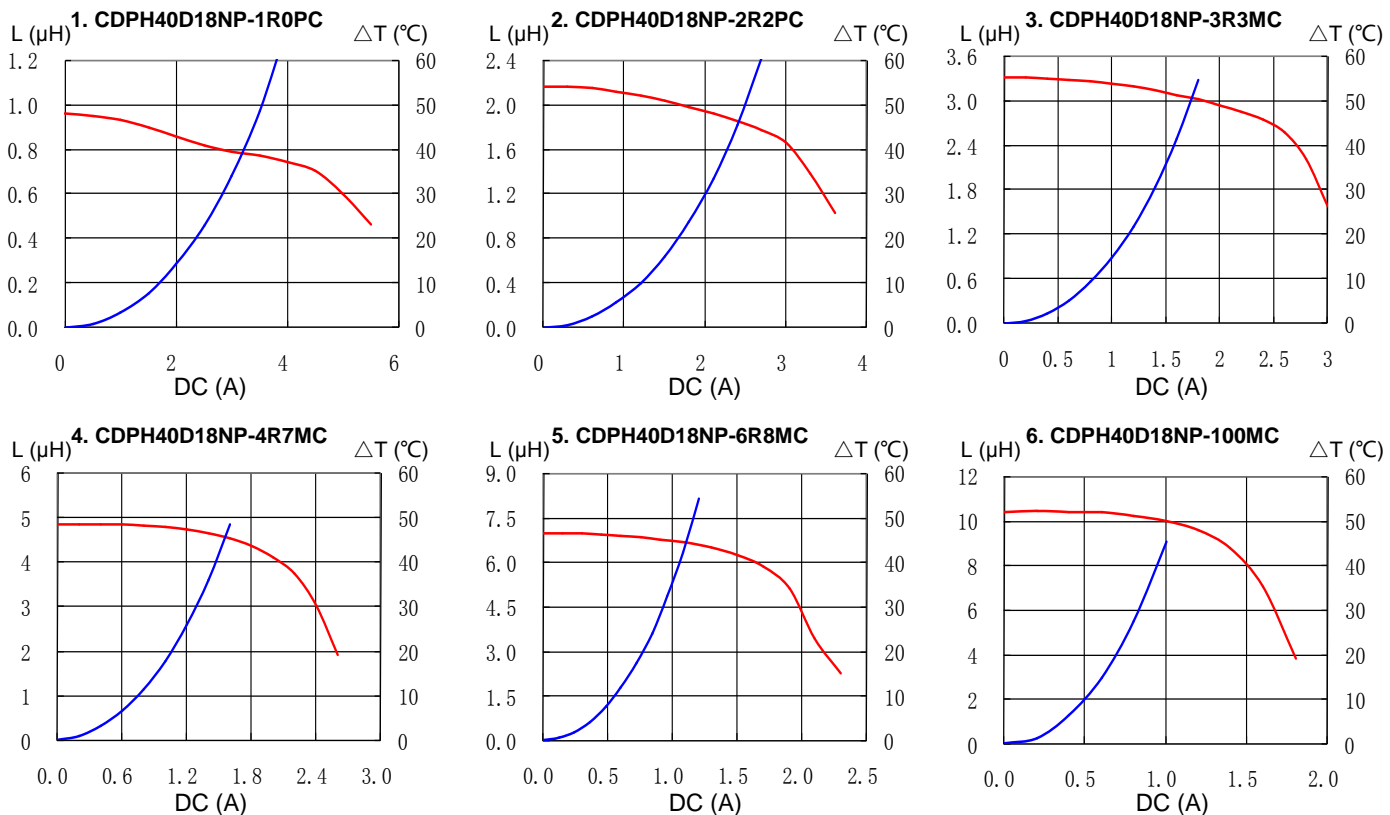 1. CDPH40D18NP-1R0PC
L (μH)
△T (℃)
1.2
1.0
0.8
0.6
0.4
0.2
0.0
60
50
40
30
20
10
0
0 2 4 6
DC (A)
2. CDPH40D18NP-2R2PC
L (μH)
△T (℃)
2.4
2.0
1.6
1.2
0.8
0.4
0.0
60
50
40
30
20
10
0
0 1 2 3 4
DC (A)
3. CDPH40D18NP-3R3MC
L (μH)
△T (℃)
3.6
3.0
2.4
1.8
1.2
0.6
0.0
60
50
40
30
20
10
0
0 0.5 1 1.5 2 2.5 3
DC (A)
4. CDPH40D18NP-4R7MC
L (μH)
△T (℃)
6
5
4
3
2
1
0
60
50
40
30
20
10
0
0.0 0.6 1.2 1.8 2.4 3.0
DC (A)
5. CDPH40D18NP-6R8MC
L (μH)
△T (℃)
9.0
7.5
6.0
4.5
3.0
1.5
0.0
60
50
40
30
20
10
0
0.0 0.5 1.0 1.5 2.0 2.5
DC (A)
6. CDPH40D18NP-100MC
L (μH)
△T (℃)
12
10
8
6
4
2
0
60
50
40
30
20
10
0
0.0 0.5 1.0 1.5 2.0
DC (A)